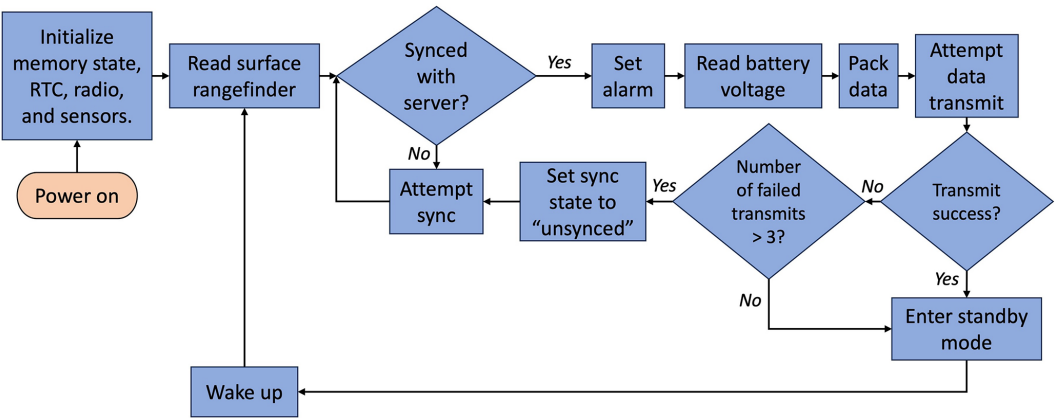 Initialize
memory state,
RTC, radio,
and sensors.
Power on
Read surface
rangefinder
Synced
with
server?
Yes
No
Set
alarm
Read battery
voltage
Pack
data
Attempt
data
transmit
Transmit
success?
No
Yes
Number
of failed
transmits
> 3?
Yes
No
Set sync
state to
“unsynced”
Attempt
sync
Enter standby
mode
Wake up